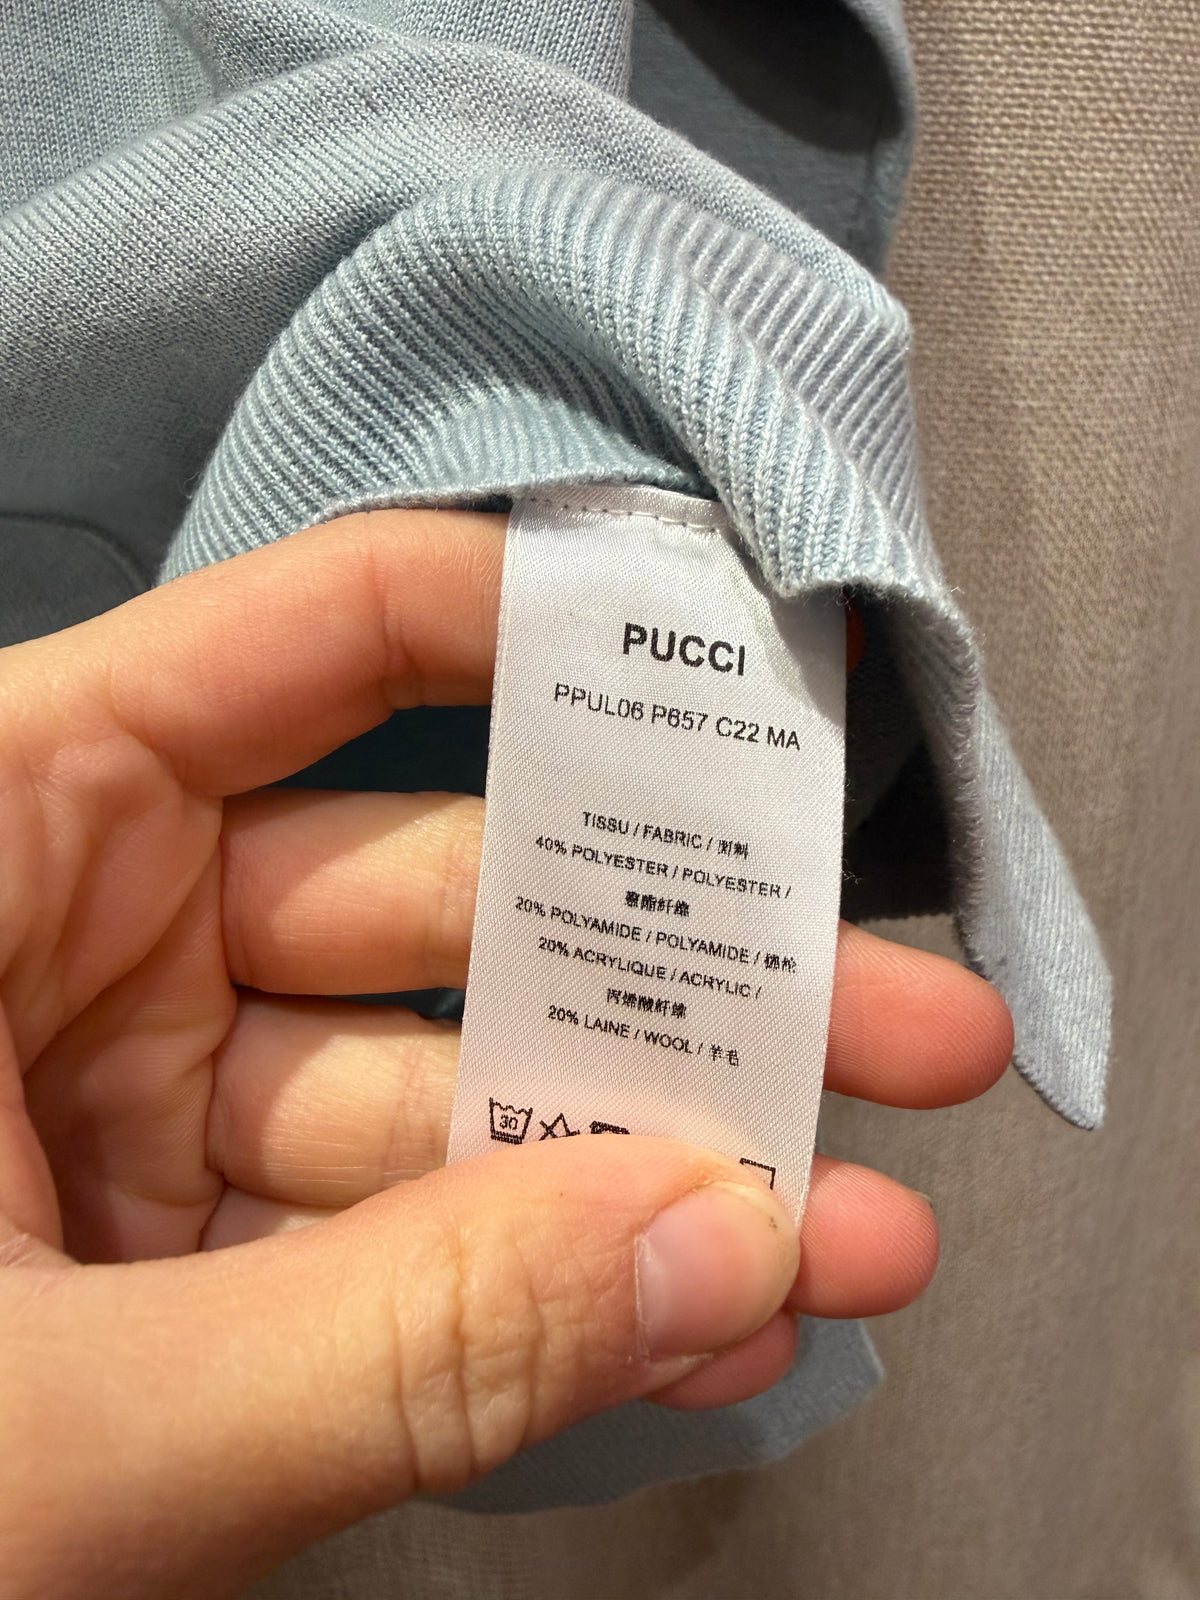 PUCCI
PPUL06 P657 C22 MA
TISSU / FABRIC / 面料
40% POLYESTER / POLYESTER /
聚酯纤维
20% POLYAMIDE / POLYAMIDE / 锦纶
20% ACRYLIQUE / ACRYLIC /
丙烯酸纤维
20% LAINE / WOOL / 羊毛
30